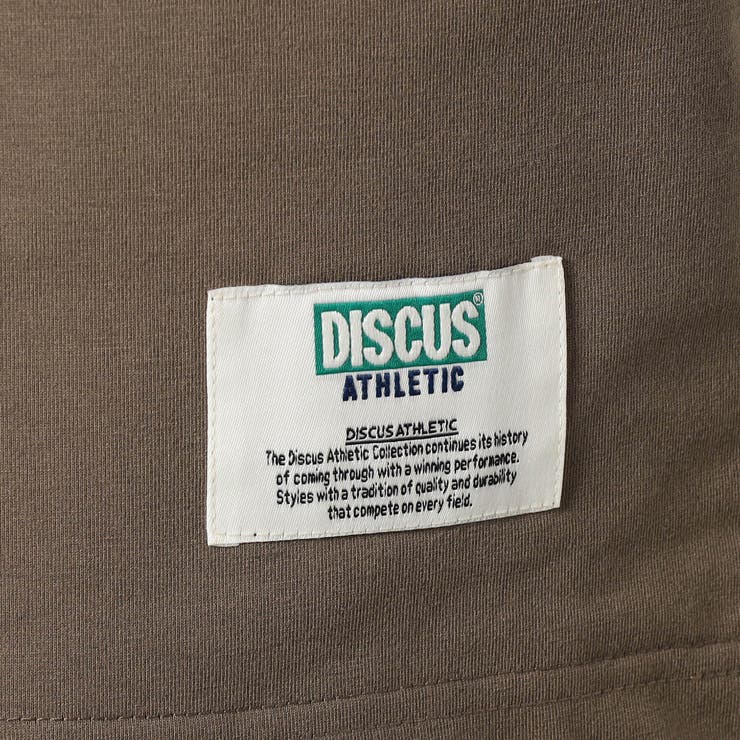 DISCUS®
ATHLETIC
DISCUS ATHLETIC
The Discus Athletic Collection continues its history
of coming through with a winning performance.
Styles with a tradition of quality and durability
that compete on every field.